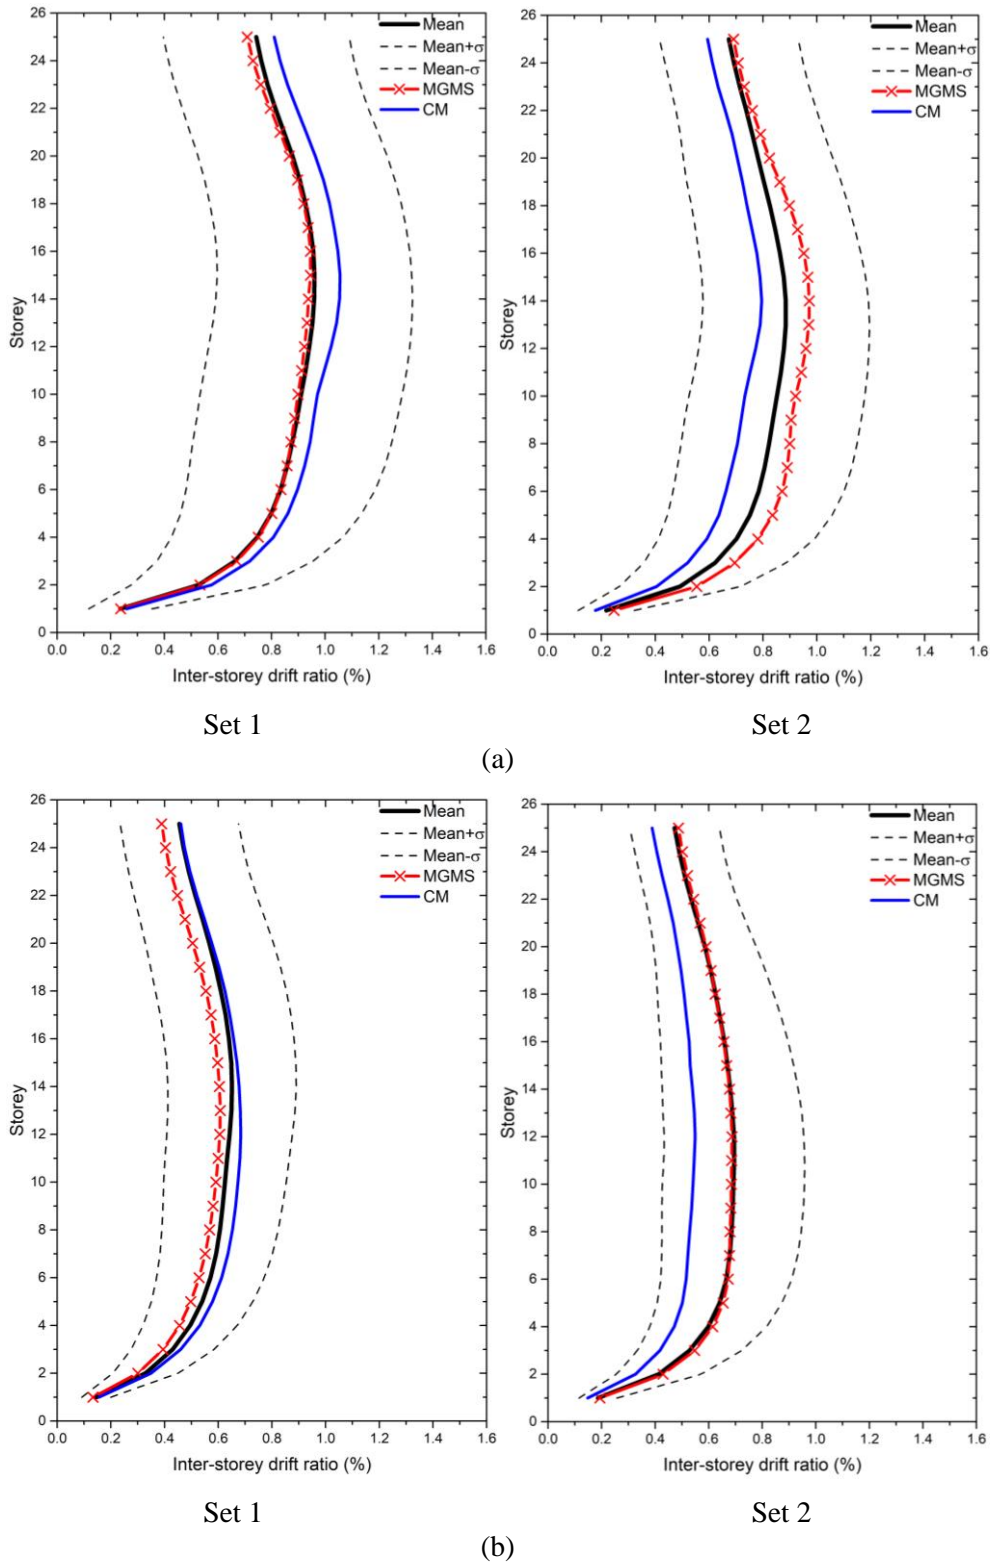 26
24
22
20
18
16
14
12
10
8
6
4
2
0
Storey
0.0 0.2 0.4 0.6 0.8 1.0 1.2 1.4 1.6
Inter-storey drift ratio (%)
Mean
Mean+σ
Mean-σ
MGMS
CM
Set 1
26
24
22
20
18
16
14
12
10
8
6
4
2
0
Storey
0.0 0.2 0.4 0.6 0.8 1.0 1.2 1.4 1.6
Inter-storey drift ratio (%)
Mean
Mean+σ
Mean-σ
MGMS
CM
Set 2
(a)
26
24
22
20
18
16
14
12
10
8
6
4
2
0
Storey
0.0 0.2 0.4 0.6 0.8 1.0 1.2 1.4 1.6
Inter-storey drift ratio (%)
Mean
Mean+σ
Mean-σ
MGMS
CM
Set 1
26
24
22
20
18
16
14
12
10
8
6
4
2
0
Storey
0.0 0.2 0.4 0.6 0.8 1.0 1.2 1.4 1.6
Inter-storey drift ratio (%)
Mean
Mean+σ
Mean-σ
MGMS
CM
Set 2
(b)